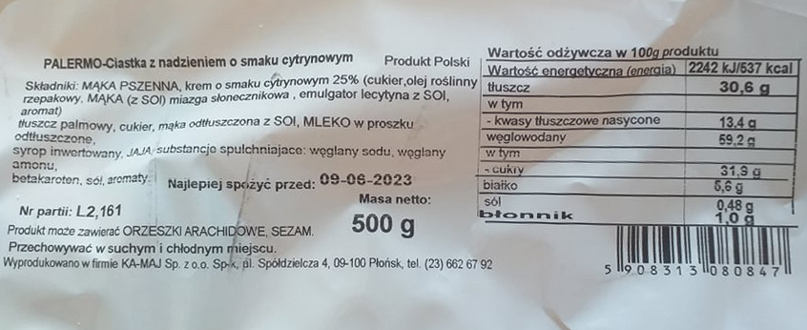 PALERMO-Ciastka z nadzieniem o smaku cytrynowym Produkt Polski
Składniki: MĄKA PSZENNA, krem o smaku cytrynowym 25% (cukier,olej roślinny
rzepakowy, MĄKA (z SOI) miazga słonecznikowa , emulgator lecytyna z SOI,
aromat)
tłuszcz palmowy, cukier, mąka odtłuszczona z SOI, MLEKO w proszku
odtłuszczone,
syrop inwertowany, JAJA substancje spulchniające: węglany sodu, węglany
amonu,
betakaroten, sól, aromaty. Najlepiej spożyć przed: 09-06-2023
Masa netto:
Nr partii: L2,161 500 g
Produkt może zawierać ORZESZKI ARACHIDOWE, SEZAM.
Przechowywać w suchym i chłodnym miejscu.
Wyprodukowano w firmie KA-MAJ Sp. z o.o. Sp-k, pl. Spółdzielcza 4, 09-100 Płońsk, tel. (23) 662 67 92
Wartość odżywcza w 100g produktu
Wartość energetyczna (energia) 2242 kJ/537 kcal
tłuszcz 30,6 g
w tym
- kwasy tłuszczowe nasycone 13,4 g
węglowodany 59,2 g
w tym
- cukry 31,9 g
białko 5,6 g
sól 0,48 g
błonnik 1,0 g
5 908313 080847